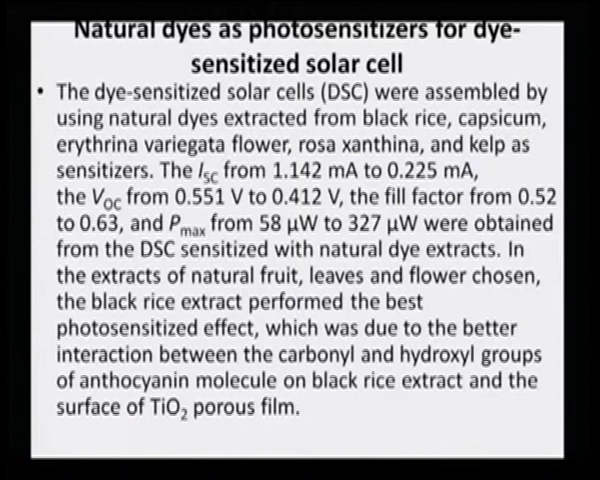 Natural dyes as photosensitizers for dye-
sensitized solar cell
• The dye-sensitized solar cells (DSC) were assembled by
using natural dyes extracted from black rice, capsicum,
erythrina variegata flower, rosa xanthina, and kelp as
sensitizers. The I_SC from 1.142 mA to 0.225 mA,
the V_OC from 0.551 V to 0.412 V, the fill factor from 0.52
to 0.63, and P_max from 58 μW to 327 μW were obtained
from the DSC sensitized with natural dye extracts. In
the extracts of natural fruit, leaves and flower chosen,
the black rice extract performed the best
photosensitized effect, which was due to the better
interaction between the carbonyl and hydroxyl groups
of anthocyanin molecule on black rice extract and the
surface of TiO₂ porous film.